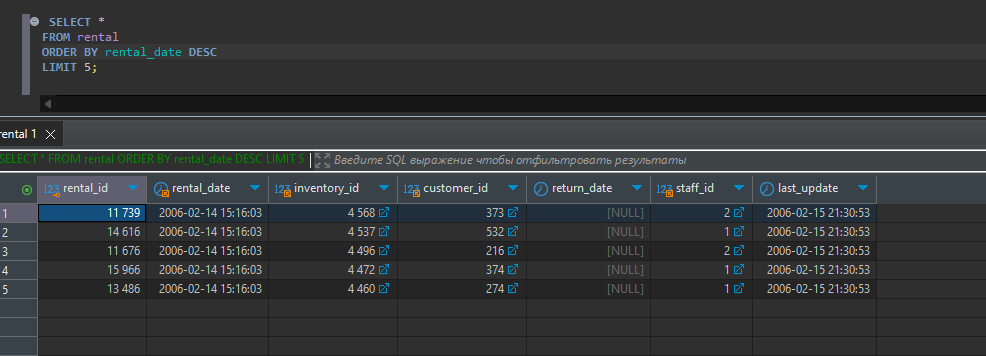 SELECT *
FROM rental
ORDER BY rental_date DESC
LIMIT 5;
rental 1
SELECT * FROM rental ORDER BY rental_date DESC LIMIT 5 Введите SQL выражение чтобы отфильтровать результаты
123 rental_id rental_date 123 inventory_id 123 customer_id return_date 123 staff_id last_update
1 11 739 2006-02-14 15:16:03 4 568 373 [NULL] 2 2006-02-15 21:30:53
2 14 616 2006-02-14 15:16:03 4 537 532 [NULL] 1 2006-02-15 21:30:53
3 11 676 2006-02-14 15:16:03 4 496 216 [NULL] 2 2006-02-15 21:30:53
4 15 966 2006-02-14 15:16:03 4 472 374 [NULL] 1 2006-02-15 21:30:53
5 13 486 2006-02-14 15:16:03 4 460 274 [NULL] 1 2006-02-15 21:30:53